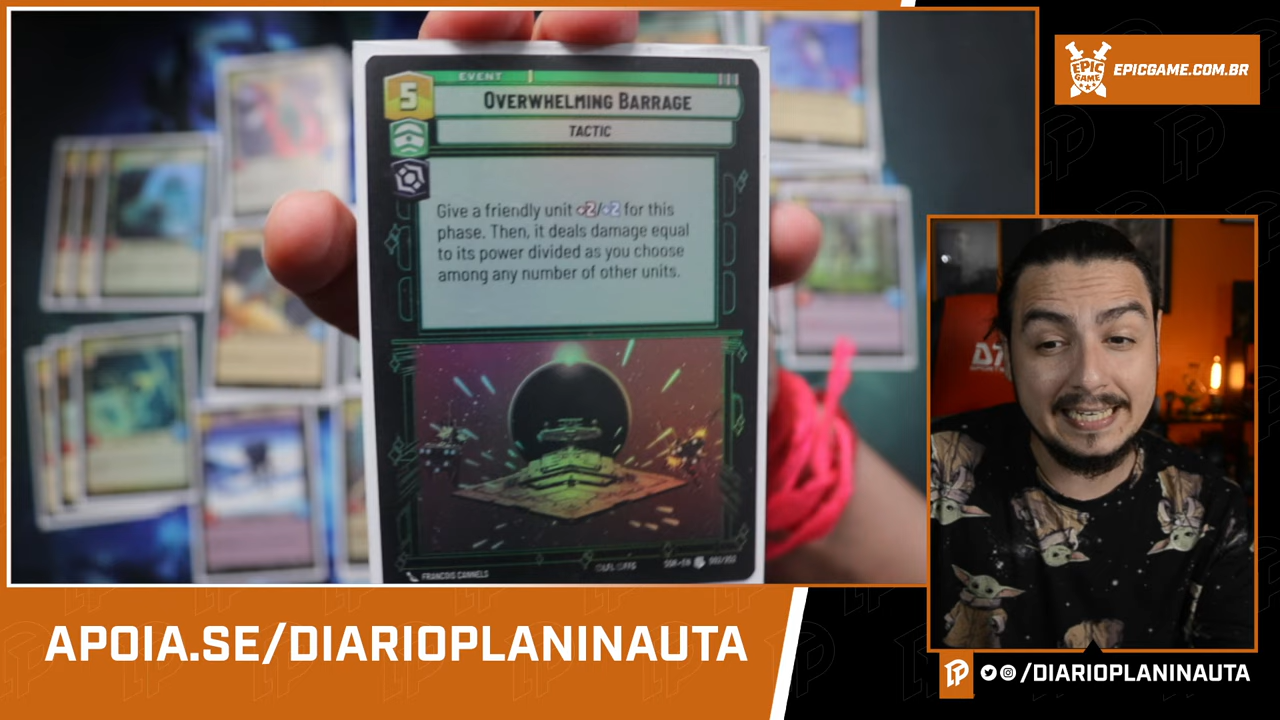 EVENT
5
OVERWHELMING BARRAGE
TACTIC
Give a friendly unit +2/+2 for this
phase. Then, it deals damage equal
to its power divided as you choose
among any number of other units.
FRANCOIS CANNELS
EPIC
GAME
EPICGAME.COM.BR
APOIA.SE/DIARIOPLANINAUTA
/DIARIOPLANINAUTA